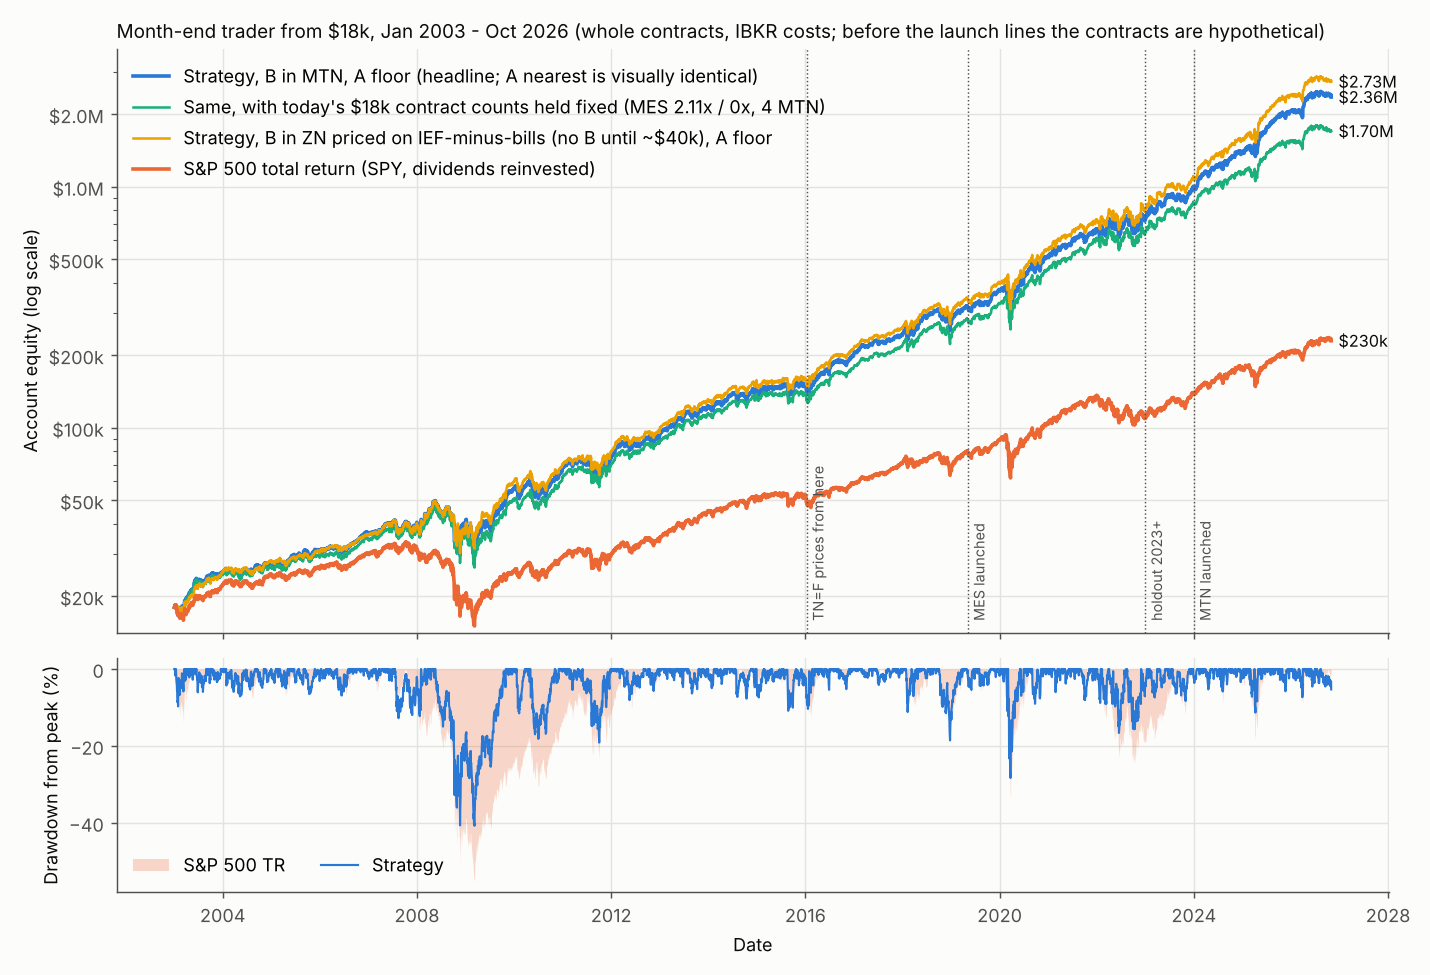 Month-end trader from $18k, Jan 2003 - Oct 2026 (whole contracts, IBKR costs; before the launch lines the contracts are hypothetical)
Strategy, B in MTN, A floor (headline; A nearest is visually identical)
Same, with today's $18k contract counts held fixed (MES 2.11x / 0x, 4 MTN)
Strategy, B in ZN priced on IEF-minus-bills (no B until ~$40k), A floor
S&P 500 total return (SPY, dividends reinvested)
Account equity (log scale)
$2.0M
$1.0M
$500k
$200k
$100k
$50k
$20k
$2.73M
$2.36M
$1.70M
$230k
TN=F prices from here
MES launched
holdout 2023+
MTN launched
Drawdown from peak (%)
0
−20
−40
S&P 500 TR
Strategy
2004
2008
2012
2016
2020
2024
2028
Date